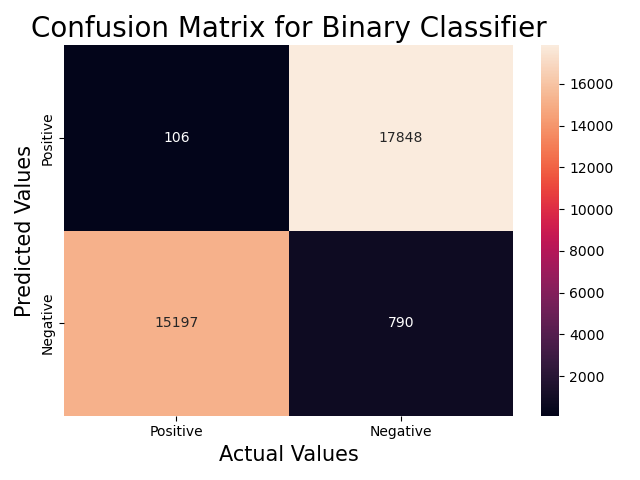 Confusion Matrix for Binary Classifier
Predicted Values
Positive
106
17848
Negative
15197
790
Positive
Negative
Actual Values
16000
14000
12000
10000
8000
6000
4000
2000